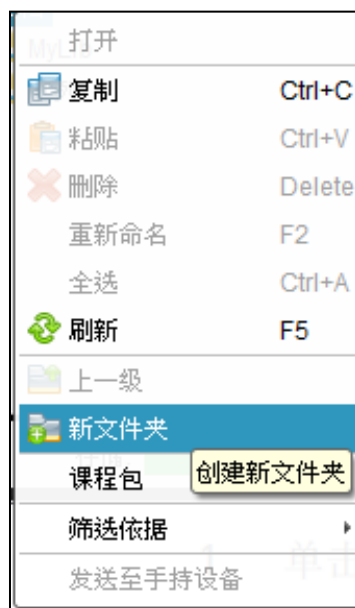 打开
复制 Ctrl+C
粘贴 Ctrl+V
删除 Delete
重新命名 F2
全选 Ctrl+A
刷新 F5
上一级
新文件夹
课程包
创建新文件夹
筛选依据
发送至手持设备